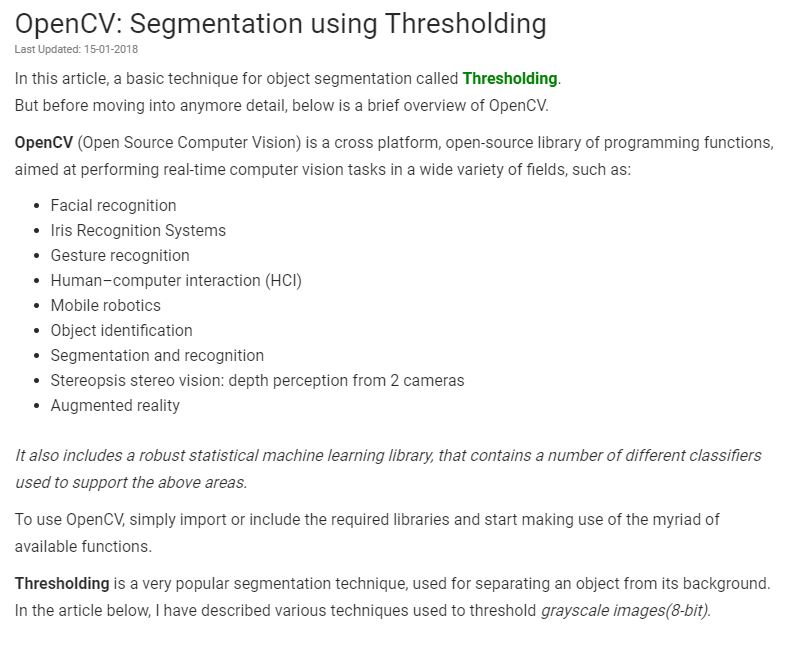 OpenCV: Segmentation using Thresholding
Last Updated: 15-01-2018
In this article, a basic technique for object segmentation called Thresholding.
But before moving into anymore detail, below is a brief overview of OpenCV.
OpenCV (Open Source Computer Vision) is a cross platform, open-source library of programming functions,
aimed at performing real-time computer vision tasks in a wide variety of fields, such as:
• Facial recognition
• Iris Recognition Systems
• Gesture recognition
• Human–computer interaction (HCI)
• Mobile robotics
• Object identification
• Segmentation and recognition
• Stereopsis stereo vision: depth perception from 2 cameras
• Augmented reality
It also includes a robust statistical machine learning library, that contains a number of different classifiers
used to support the above areas.
To use OpenCV, simply import or include the required libraries and start making use of the myriad of
available functions.
Thresholding is a very popular segmentation technique, used for separating an object from its background.
In the article below, I have described various techniques used to threshold grayscale images(8-bit).